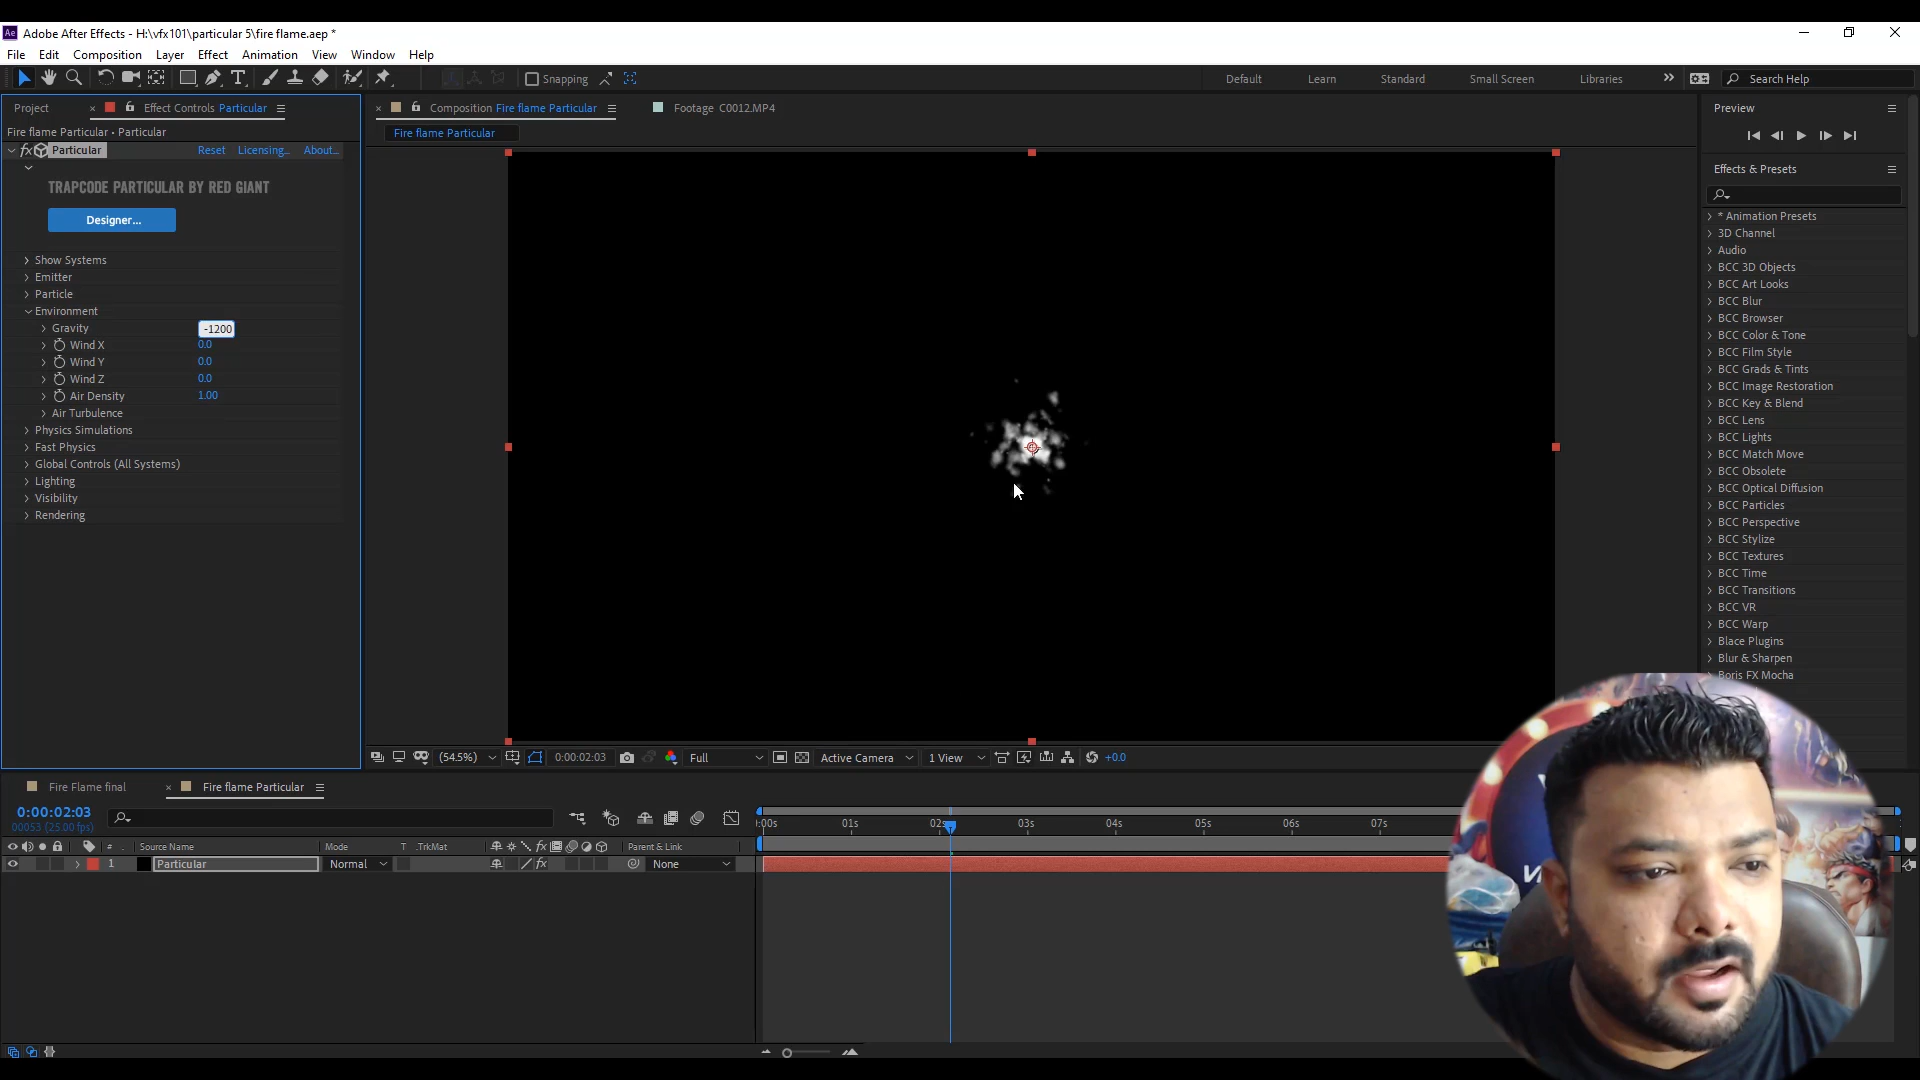 Ae Adobe After Effects - H:\vfx101\particular 5\fire flame.aep *
File Edit Composition Layer Effect Animation View Window Help
Snapping Default Learn Standard Small Screen Libraries Search Help
Project Effect Controls Particular
Composition Fire flame Particular
Footage C0012.MP4
Fire flame Particular • Particular
fx Particular Reset Licensing... About...
TRAPCODE PARTICULAR BY RED GIANT
Designer...
Show Systems
Emitter
Particle
Environment
Gravity -1200
Wind X 0.0
Wind Y 0.0
Wind Z 0.0
Air Density 1.00
Air Turbulence
Physics Simulations
Fast Physics
Global Controls (All Systems)
Lighting
Visibility
Rendering
Fire flame Particular
(54.5%) 0:00:02:03 Full Active Camera 1 View +0.0
Preview
Effects & Presets
* Animation Presets
3D Channel
Audio
BCC 3D Objects
BCC Art Looks
BCC Blur
BCC Browser
BCC Color & Tone
BCC Film Style
BCC Grads & Tints
BCC Image Restoration
BCC Key & Blend
BCC Lens
BCC Lights
BCC Match Move
BCC Obsolete
BCC Optical Diffusion
BCC Particles
BCC Perspective
BCC Stylize
BCC Textures
BCC Time
BCC Transitions
BCC VR
BCC Warp
Blace Plugins
Blur & Sharpen
Boris FX Mocha
Fire Flame final Fire flame Particular
0:00:02:03
00053 (25.00 fps)
:00s 01s 02s 03s 04s 05s 06s 07s
# Source Name Mode T .TrkMat fx Parent & Link
1 Particular Normal fx None